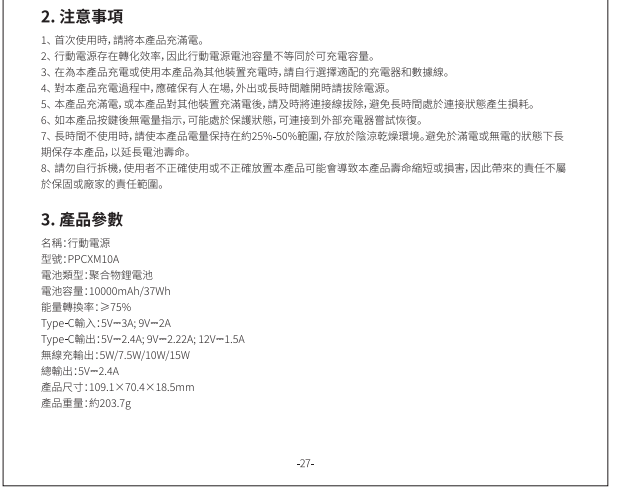 2. 注意事項
1、首次使用時,請將本產品充滿電。
2、行動電源存在轉化效率,因此行動電源電池容量不等同於可充電容量。
3、在為本產品充電或使用本產品為其他裝置充電時,請自行選擇適配的充電器和數據線。
4、對本產品充電過程中,應確保有人在場,外出或長時間離開時請拔除電源。
5、本產品充滿電,或本產品對其他裝置充滿電後,請及時將連接線拔除,避免長時間處於連接狀態產生損耗。
6、如本產品按鍵後無電量指示,可能處於保護狀態,可連接到外部充電器嘗試恢復。
7、長時間不使用時,請使本產品電量保持在約25%-50%範圍,存放於陰涼乾燥環境。避免於滿電或無電的狀態下長
期保存本產品,以延長電池壽命。
8、請勿自行拆機,使用者不正確使用或不正確放置本產品可能會導致本產品壽命縮短或損害,因此帶來的責任不屬
於保固或廠家的責任範圍。
3. 產品參數
名稱:行動電源
型號:PPCXM10A
電池類型:聚合物鋰電池
電池容量:10000mAh/37Wh
能量轉換率:≥75%
Type-C輸入:5V⎓3A; 9V⎓2A
Type-C輸出:5V⎓2.4A; 9V⎓2.22A; 12V⎓1.5A
無線充輸出:5W/7.5W/10W/15W
總輸出:5V⎓2.4A
產品尺寸:109.1×70.4×18.5mm
產品重量:約203.7g
-27-